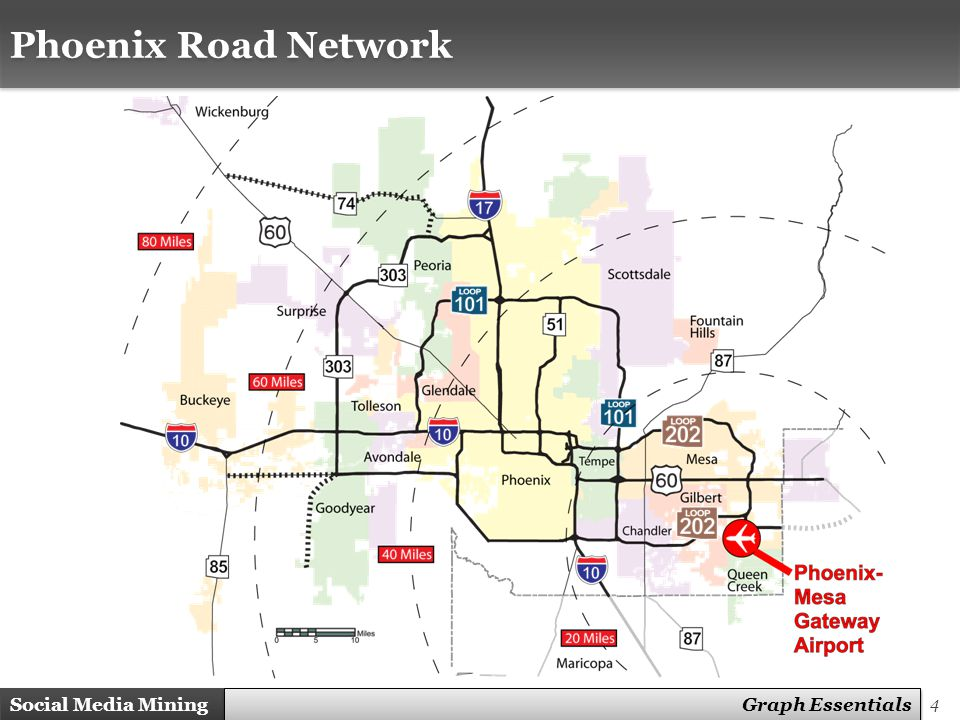 Phoenix Road Network
Wickenburg
74
17
60
80 Miles
Peoria
303
Scottsdale
LOOP
101
Surprise
51
Fountain
Hills
87
303
60 Miles
Glendale
Buckeye
Tolleson
LOOP
101
LOOP
202
10
10
Avondale
Tempe
Mesa
Phoenix
60
Gilbert
Goodyear
LOOP
202
Chandler
40 Miles
85
10
Queen
Creek
Phoenix-
Mesa
Gateway
Airport
0 5 10 Miles
20 Miles
87
Maricopa
Social Media Mining
Graph Essentials
4